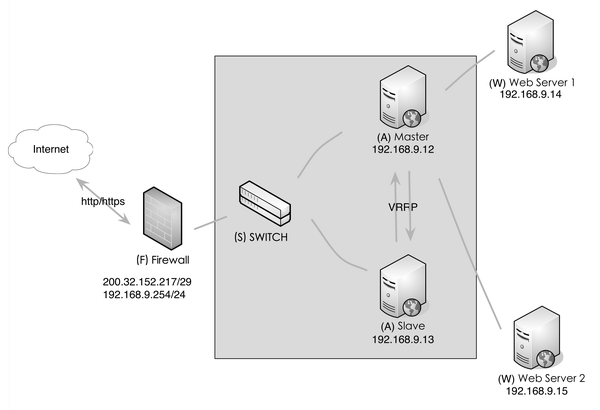 (W) Web Server 1
192.168.9.14
(A) Master
192.168.9.12
Internet
http/https
VRRP
(S) SWITCH
(F) Firewall
200.32.152.217/29
192.168.9.254/24
(A) Slave
192.168.9.13
(W) Web Server 2
192.168.9.15